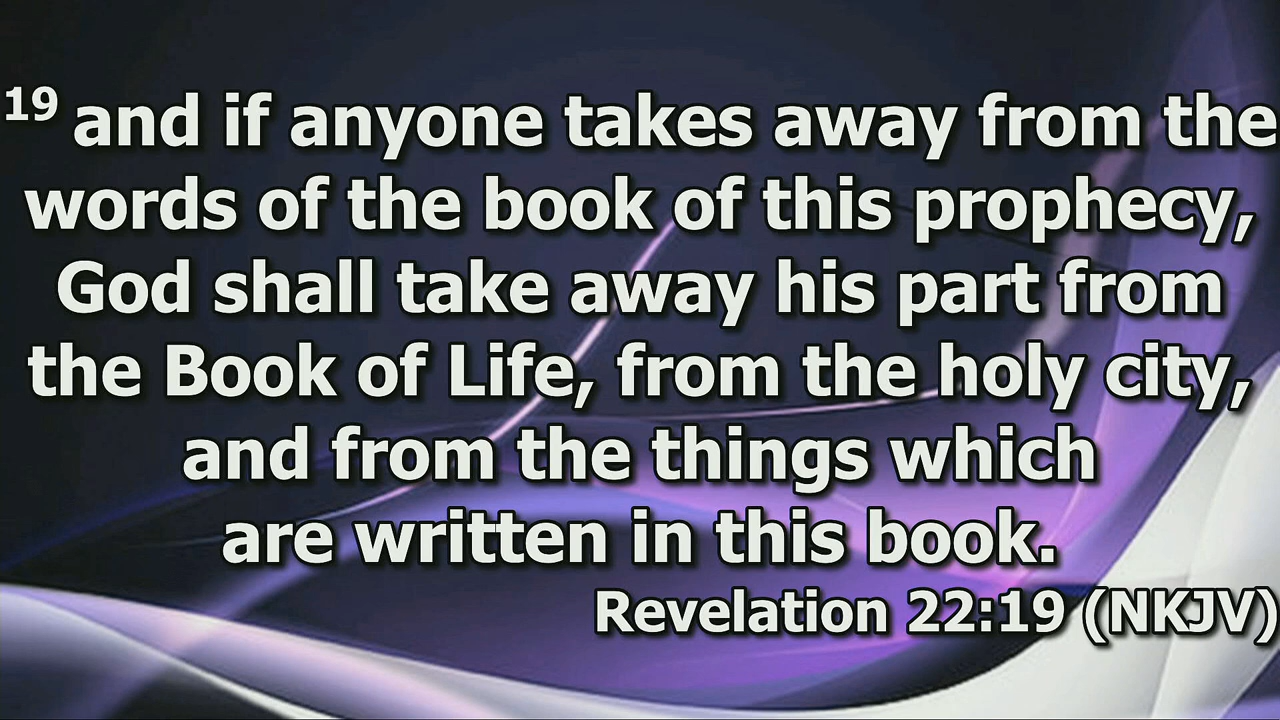 19 and if anyone takes away from the
words of the book of this prophecy,
God shall take away his part from
the Book of Life, from the holy city,
and from the things which
are written in this book.
Revelation 22:19 (NKJV)